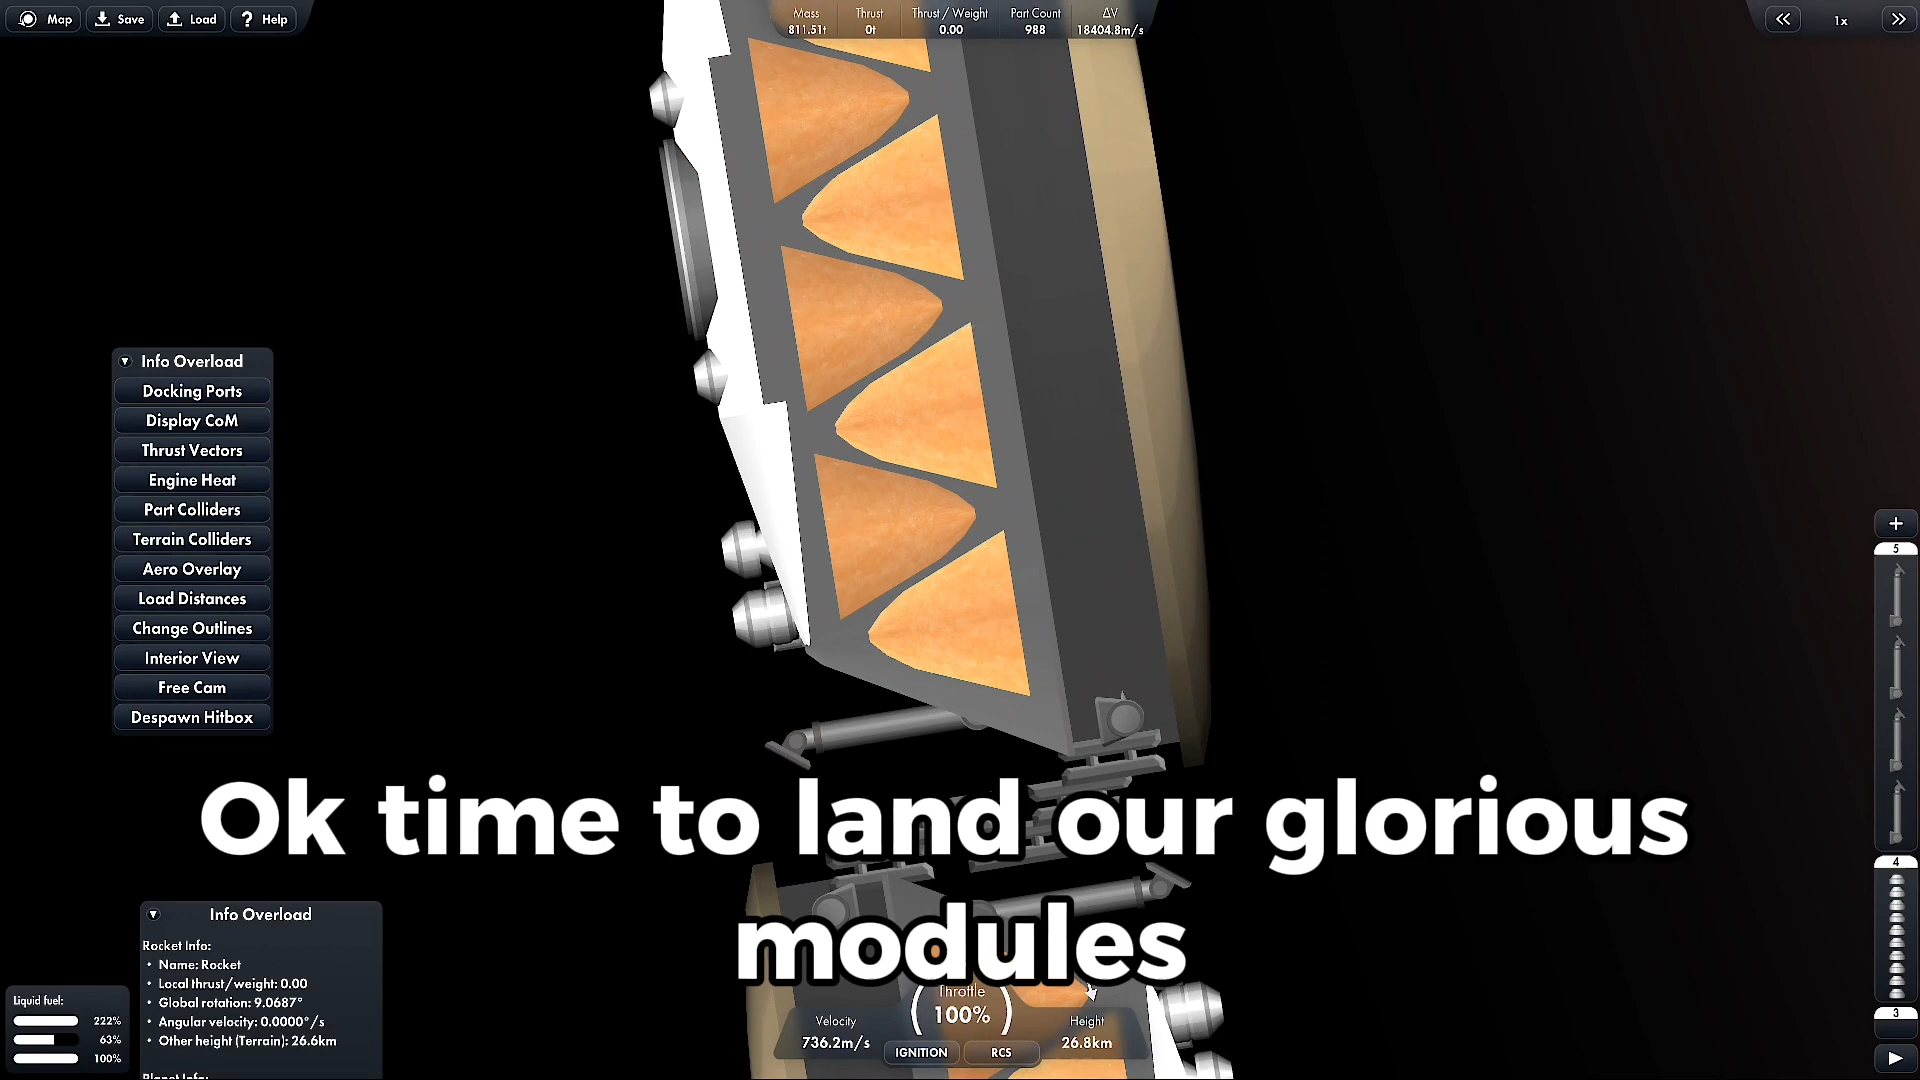 Map
Save
Load
Help
Mass
811.51t
Thrust
0t
Thrust / Weight
0.00
Part Count
988
ΔV
18404.8m/s
1x
Info Overload
Docking Ports
Display CoM
Thrust Vectors
Engine Heat
Part Colliders
Terrain Colliders
Aero Overlay
Load Distances
Change Outlines
Interior View
Free Cam
Despawn Hitbox
5
4
3
Ok time to land our glorious
modules
Info Overload
Rocket Info:
• Name: Rocket
• Local thrust/weight: 0.00
• Global rotation: 9.0687°
• Angular velocity: 0.0000°/s
• Other height (Terrain): 26.6km
Planet Info:
Liquid fuel:
222%
63%
100%
Throttle
100%
Velocity
736.2m/s
Height
26.8km
IGNITION
RCS